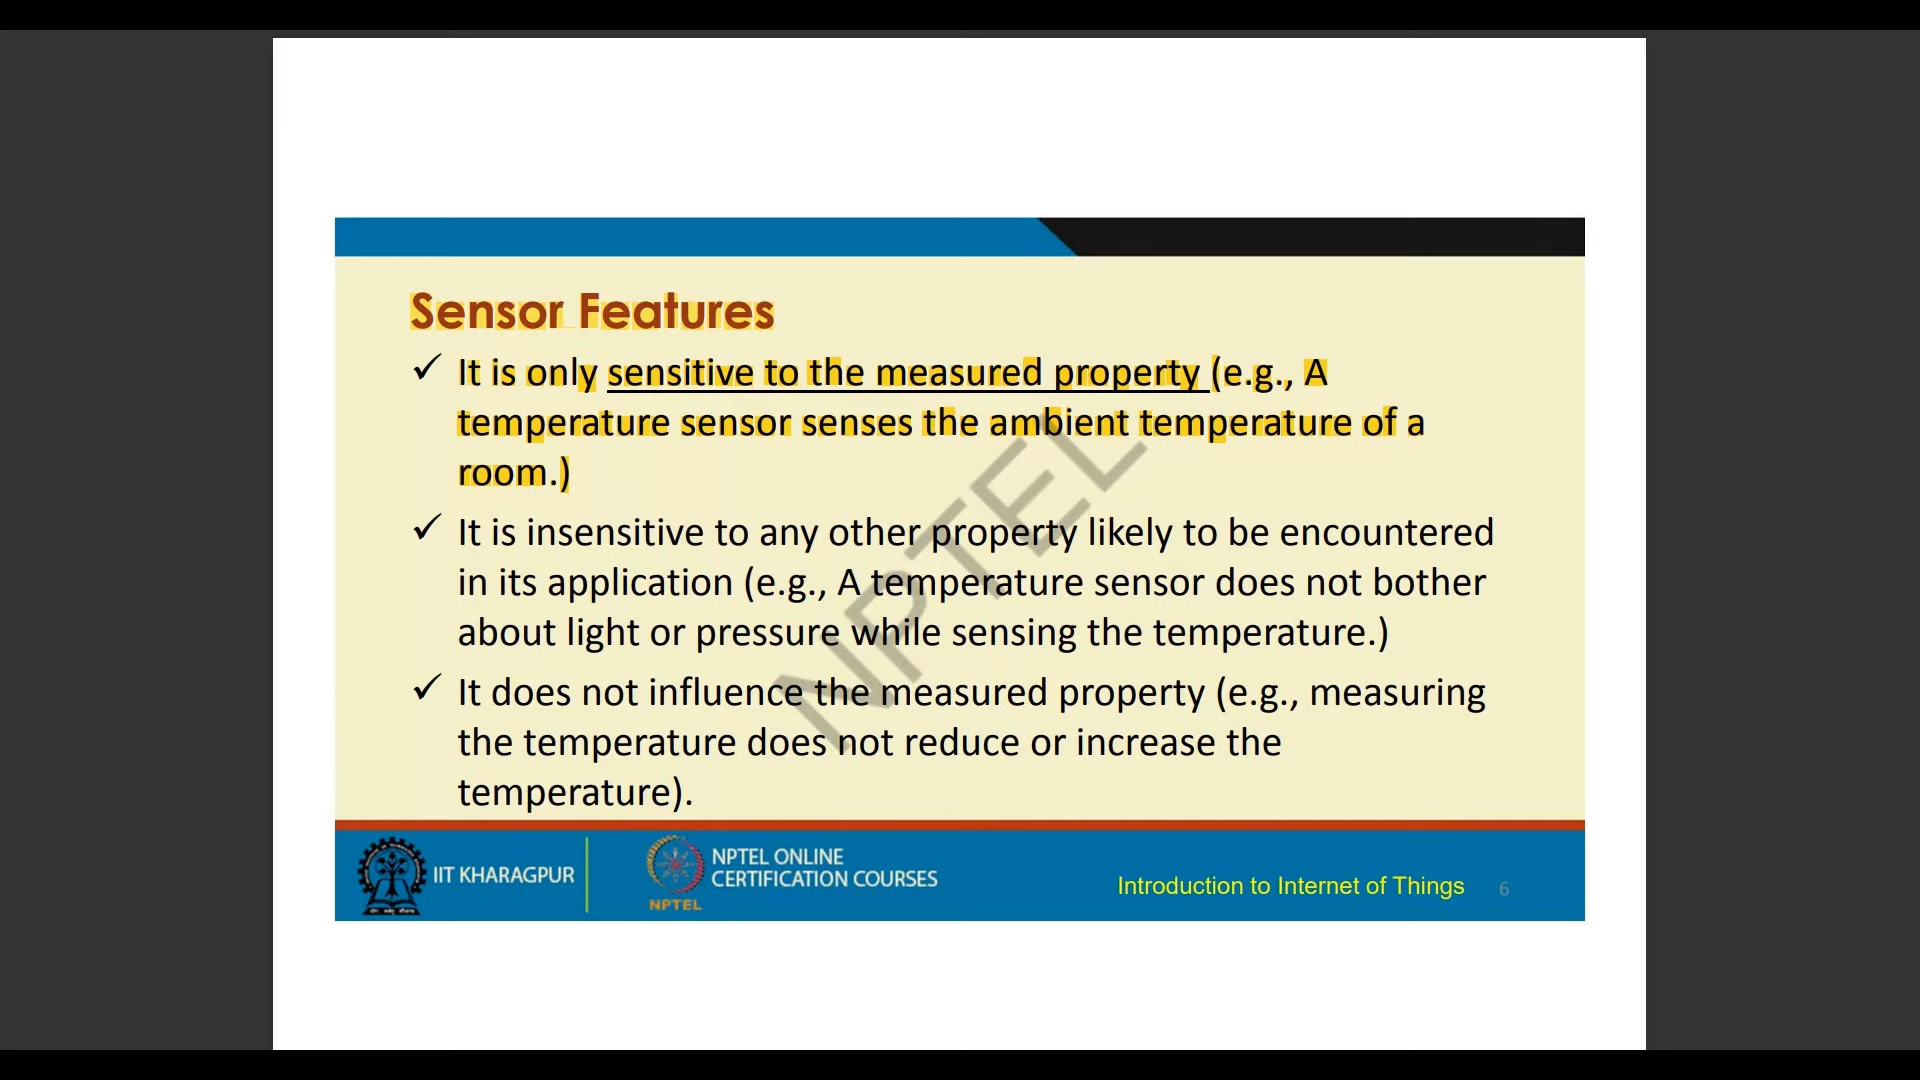 Sensor Features
✓ It is only sensitive to the measured property (e.g., A
temperature sensor senses the ambient temperature of a
room.)
✓ It is insensitive to any other property likely to be encountered
in its application (e.g., A temperature sensor does not bother
about light or pressure while sensing the temperature.)
✓ It does not influence the measured property (e.g., measuring
the temperature does not reduce or increase the
temperature).
NPTEL
IIT KHARAGPUR
NPTEL
NPTEL ONLINE
CERTIFICATION COURSES
Introduction to Internet of Things
6